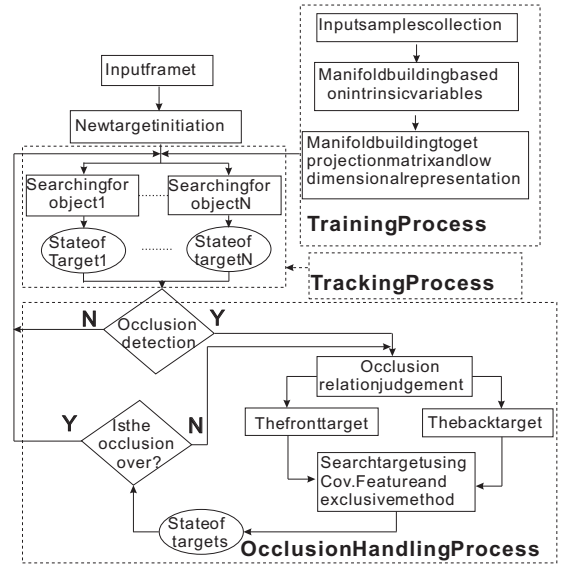 Inputsamplescollection
Inputframet
Manifoldbuildingbased
onintrinsicvariables
Newtargetinitiation
Manifoldbuildingtoget
projectionmatrixandlow
dimensionalrepresentation
Searchingfor
object1
........
Searchingfor
objectN
TrainingProcess
Stateof
Target1
........
Stateof
targetN
TrackingProcess
N
Occlusion
detection
Y
Occlusion
relationjudgement
Y
Isthe
occlusion
over?
N
Thefronttarget
Thebacktarget
Searchtargetusing
Cov.Featureand
exclusivemethod
Stateof
targets
OcclusionHandlingProcess